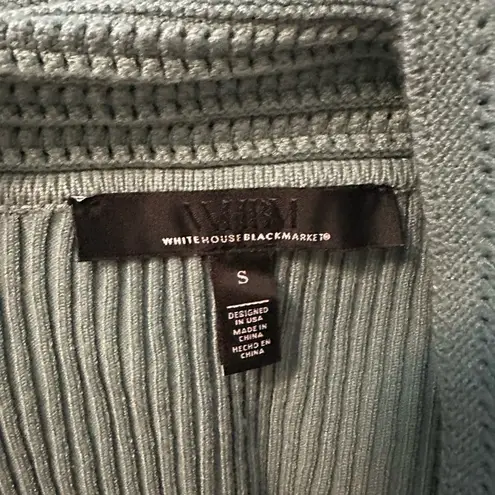 WHBM
WHITEHOUSEBLACKMARKET®
S
DESIGNED
IN USA
MADE IN
CHINA
HECHO EN
CHINA